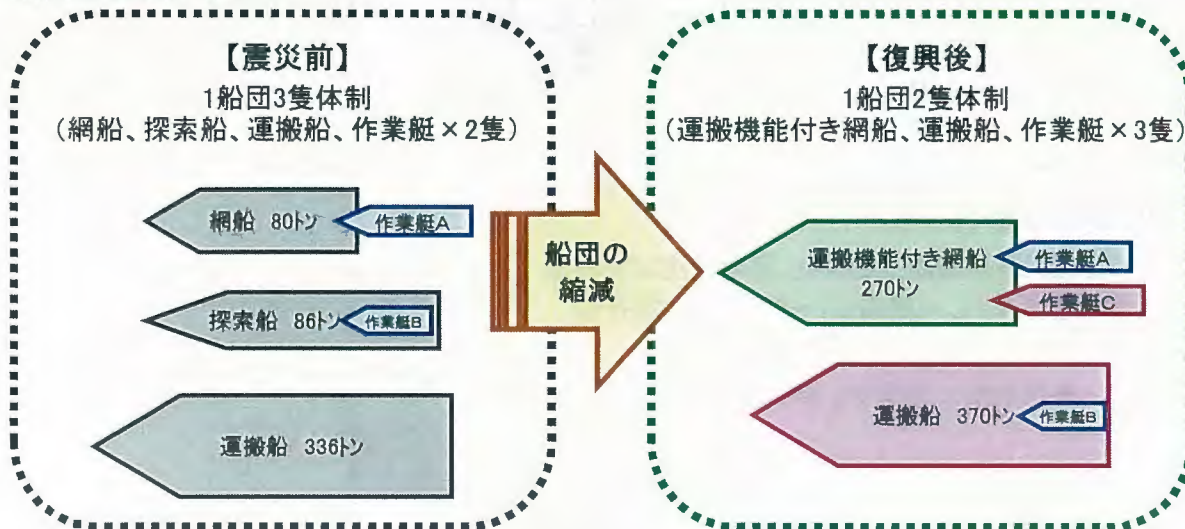 【震災前】
1船団3隻体制
(網船、探索船、運搬船、作業艇×2隻)
網船 80トン
作業艇A
探索船 86トン
作業艇B
運搬船 336トン
船団の
縮減
【復興後】
1船団2隻体制
(運搬機能付き網船、運搬船、作業艇×3隻)
運搬機能付き網船
270トン
作業艇A
作業艇C
運搬船 370トン
作業艇B